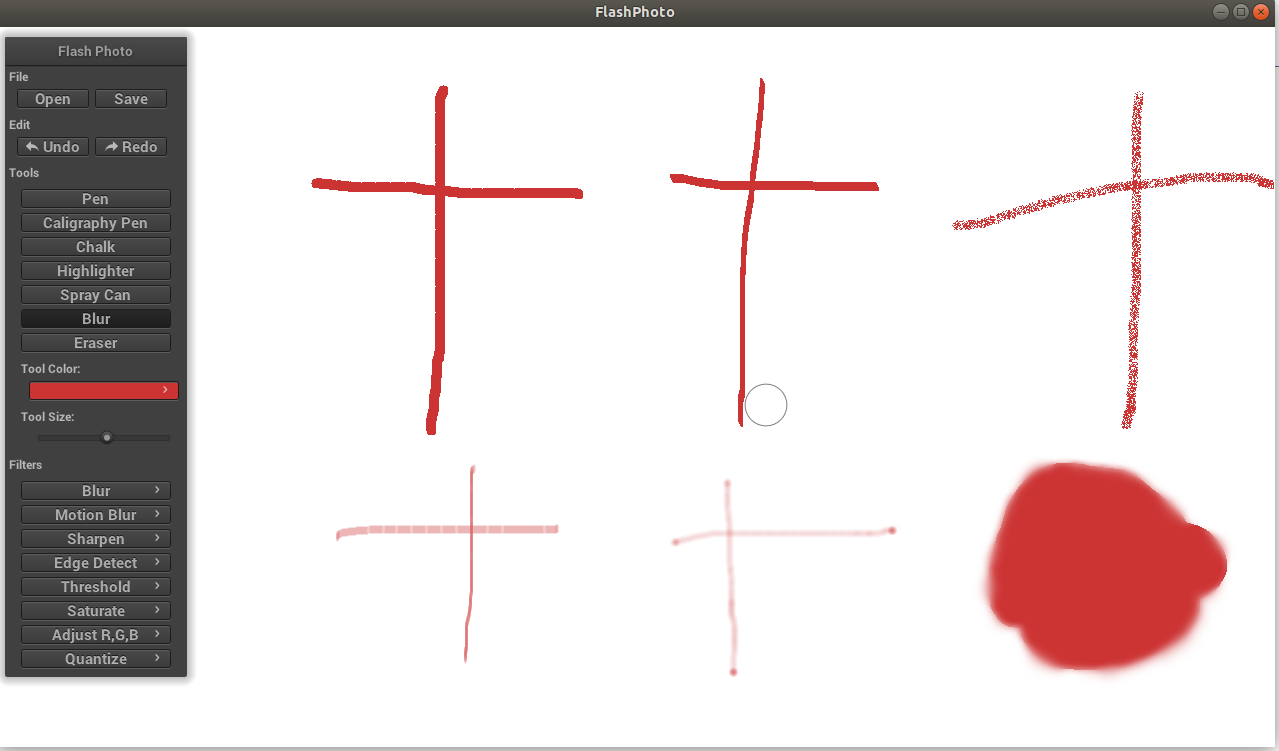 FlashPhoto
Flash Photo
File
Open Save
Edit
Undo Redo
Tools
Pen
Caligraphy Pen
Chalk
Highlighter
Spray Can
Blur
Eraser
Tool Color:
Tool Size:
Filters
Blur
Motion Blur
Sharpen
Edge Detect
Threshold
Saturate
Adjust R,G,B
Quantize